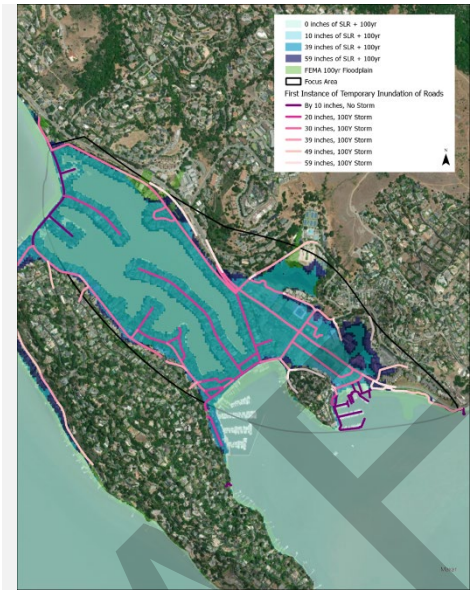 0 inches of SLR + 100yr
10 inches of SLR + 100yr
39 inches of SLR + 100yr
59 inches of SLR + 100yr
FEMA 100yr Floodplain
Focus Area
First Instance of Temporary Inundation of Roads
By 10 inches, No Storm
20 inches, 100Y Storm
30 inches, 100Y Storm
39 inches, 100Y Storm
49 inches, 100Y Storm
59 inches, 100Y Storm